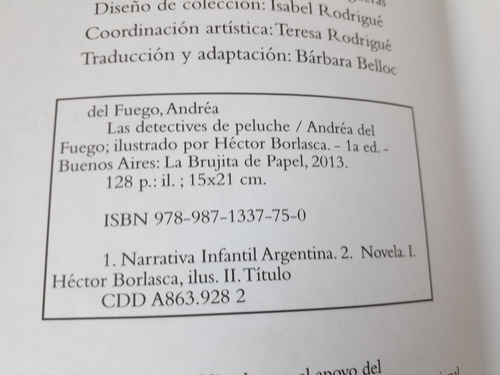 Diseño de colección: Isabel Rodrigué
Coordinación artística: Teresa Rodrigué
Traducción y adaptación: Bárbara Belloc
del Fuego, Andréa
Las detectives de peluche / Andréa del
Fuego; ilustrado por Héctor Borlasca. - 1a ed. -
Buenos Aires: La Brujita de Papel, 2013.
128 p.: il. ; 15x21 cm.
ISBN 978-987-1337-75-0
1. Narrativa Infantil Argentina. 2. Novela. I.
Héctor Borlasca, ilus. II. Título
CDD A863.928 2
el apoyo del